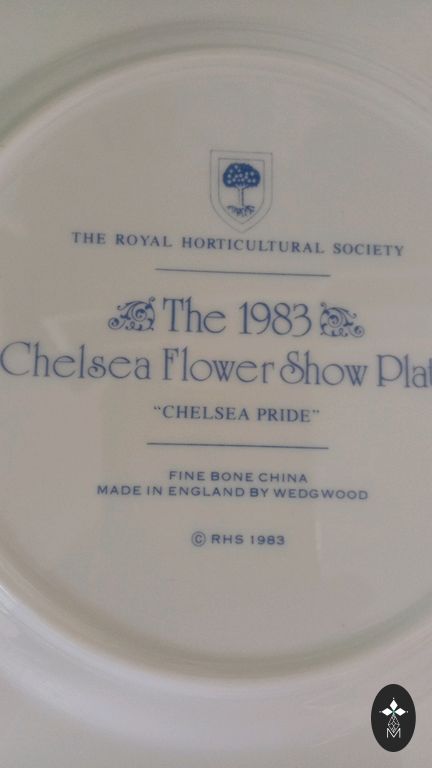 THE ROYAL HORTICULTURAL SOCIETY
The 1983
Chelsea Flower Show Plat
"CHELSEA PRIDE"
FINE BONE CHINA
MADE IN ENGLAND BY WEDGWOOD
© RHS 1983
M